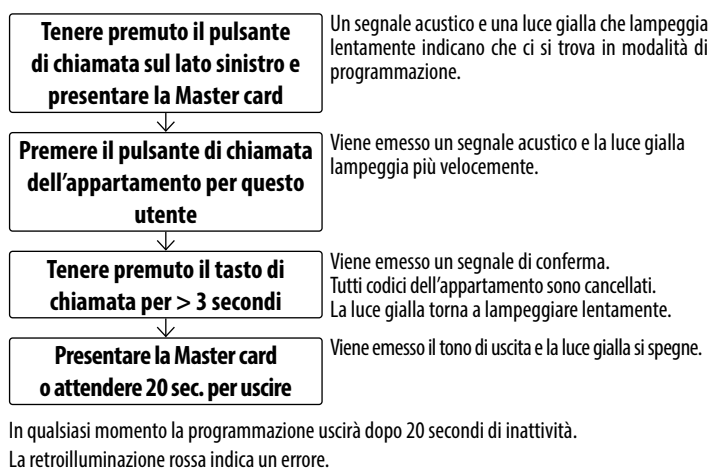 Tenere premuto il pulsante
di chiamata sul lato sinistro e
presentare la Master card
Un segnale acustico e una luce gialla che lampeggia
lentamente indicano che ci si trova in modalità di
programmazione.
Premere il pulsante di chiamata
dell'appartamento per questo
utente
Viene emesso un segnale acustico e la luce gialla
lampeggia più velocemente.
Tenere premuto il tasto di
chiamata per > 3 secondi
Viene emesso un segnale di conferma.
Tutti codici dell'appartamento sono cancellati.
La luce gialla torna a lampeggiare lentamente.
Presentare la Master card
o attendere 20 sec. per uscire
Viene emesso il tono di uscita e la luce gialla si spegne.
In qualsiasi momento la programmazione uscirà dopo 20 secondi di inattività.
La retroilluminazione rossa indica un errore.